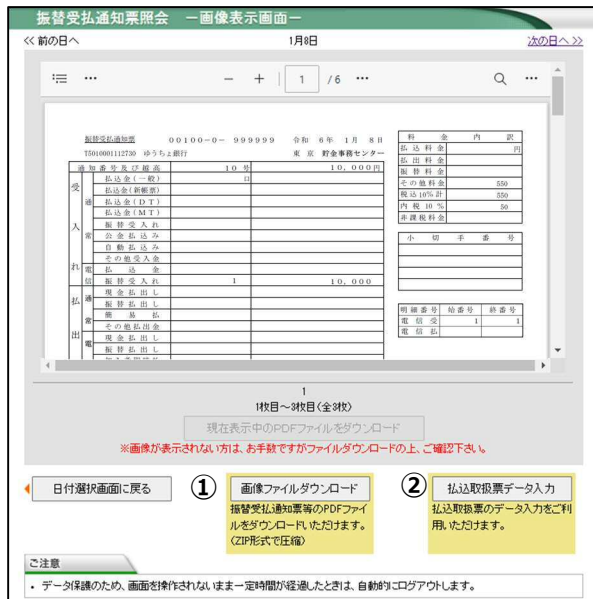 振替受払通知票照会　－画像表示画面－
<< 前の日へ　1月8日　次の日へ >>
－ ＋ 1 /6 …
振替受払通知票　00100-0- 999999　令和 6年 1月 8日
T5010001112730 ゆうちょ銀行　東 京 貯金事務センター
通知番号及び越高　10 号　10,000円
受入れ
通常
払込金(一般)　口
払込金(新帳票)
払込金(DT)
払込金(MT)
振替受入れ
公金払込み
自動払込み
その他受入金
電信
払込金
振替受入れ　1　10,000
払出
通常
現金払出し
振替払出し
簡易払
その他払出金
電
現金払出し
振替払出し
料金内訳
払込料金　円
払出料金
振替料金
その他料金　550
税込10%計　550
内税10%　50
非課税料金
小切手番号
明細番号　始番号　終番号
電信受　1　1
電信払
1
1枚目～3枚目(全3枚)
現在表示中のPDFファイルをダウンロード
※画像が表示されない方は、お手数ですがファイルダウンロードの上、ご確認下さい。
日付選択画面に戻る　①　画像ファイルダウンロード　②　払込取扱票データ入力
振替受払通知票等のPDFファイルをダウンロードいただけます。
(ZIP形式で圧縮)
払込取扱票のデータ入力をご利用いただけます。
ご注意
・ データ保護のため、画面を操作されないまま一定時間が経過したときは、自動的にログアウトします。